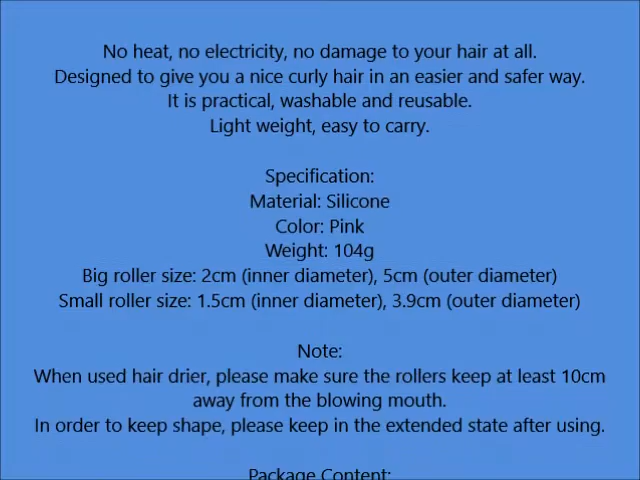 No heat, no electricity, no damage to your hair at all.
Designed to give you a nice curly hair in an easier and safer way.
It is practical, washable and reusable.
Light weight, easy to carry.
Specification:
Material: Silicone
Color: Pink
Weight: 104g
Big roller size: 2cm (inner diameter), 5cm (outer diameter)
Small roller size: 1.5cm (inner diameter), 3.9cm (outer diameter)
Note:
When used hair drier, please make sure the rollers keep at least 10cm
away from the blowing mouth.
In order to keep shape, please keep in the extended state after using.
Package Content: